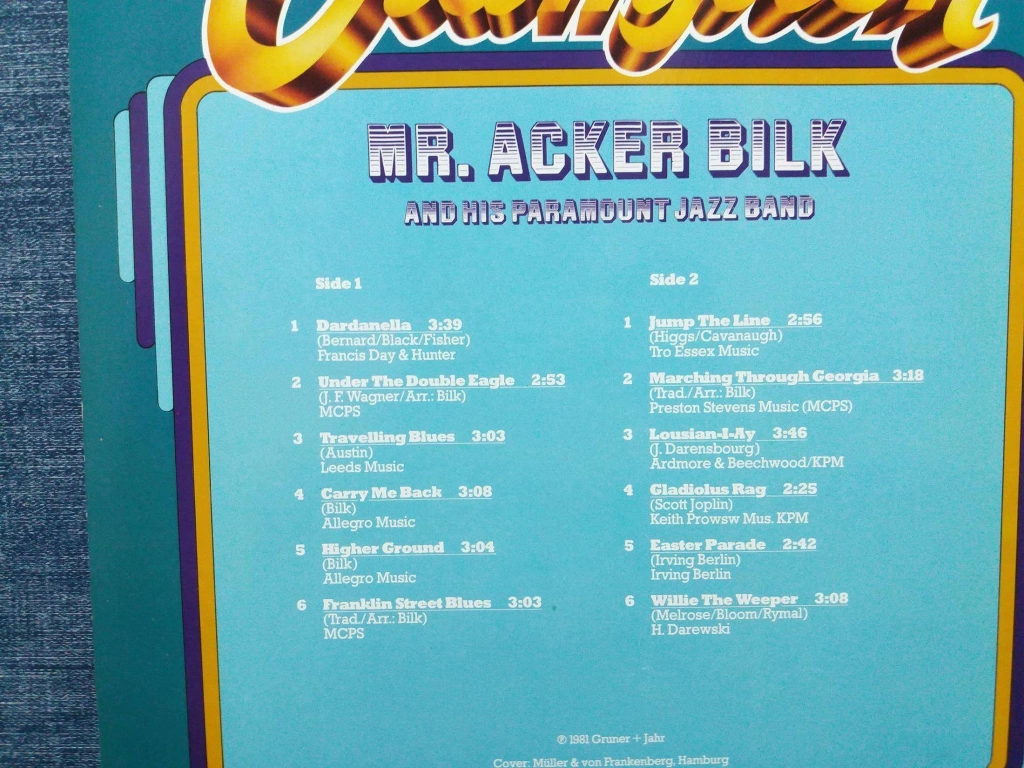 MR. ACKER BILK
AND HIS PARAMOUNT JAZZ BAND
Side 1
1 Dardanella 3:39
(Bernard/Black/Fisher)
Francis Day & Hunter
2 Under The Double Eagle 2:53
(J. F. Wagner/Arr.: Bilk)
MCPS
3 Travelling Blues 3:03
(Austin)
Leeds Music
4 Carry Me Back 3:08
(Bilk)
Allegro Music
5 Higher Ground 3:04
(Bilk)
Allegro Music
6 Franklin Street Blues 3:03
(Trad./Arr.: Bilk)
MCPS
Side 2
1 Jump The Line 2:56
(Higgs/Cavanaugh)
Tro Essex Music
2 Marching Through Georgia 3:18
(Trad./Arr.: Bilk)
Preston Stevens Music (MCPS)
3 Lousian-I-Ay 3:46
(J. Darensbourg)
Ardmore & Beechwood/KPM
4 Gladiolus Rag 2:25
(Scott Joplin)
Keith Prowsw Mus. KPM
5 Easter Parade 2:42
(Irving Berlin)
Irving Berlin
6 Willie The Weeper 3:08
(Melrose/Bloom/Rymal)
H. Darewski
℗ 1981 Gruner + Jahr
Cover: Müller & von Frankenberg, Hamburg